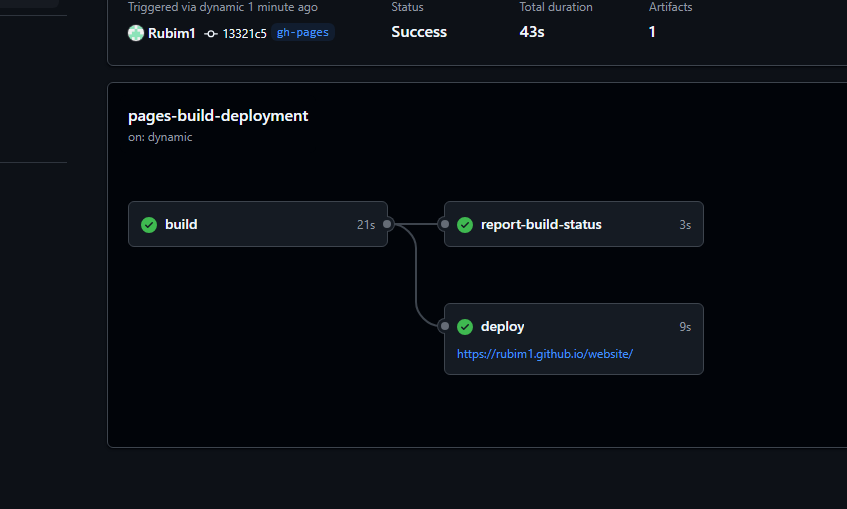 Triggered via dynamic 1 minute ago
Status
Total duration
Artifacts
Rubim1 13321c5 gh-pages
Success
43s
1
pages-build-deployment
on: dynamic
build 21s
report-build-status 3s
deploy 9s
https://rubim1.github.io/website/